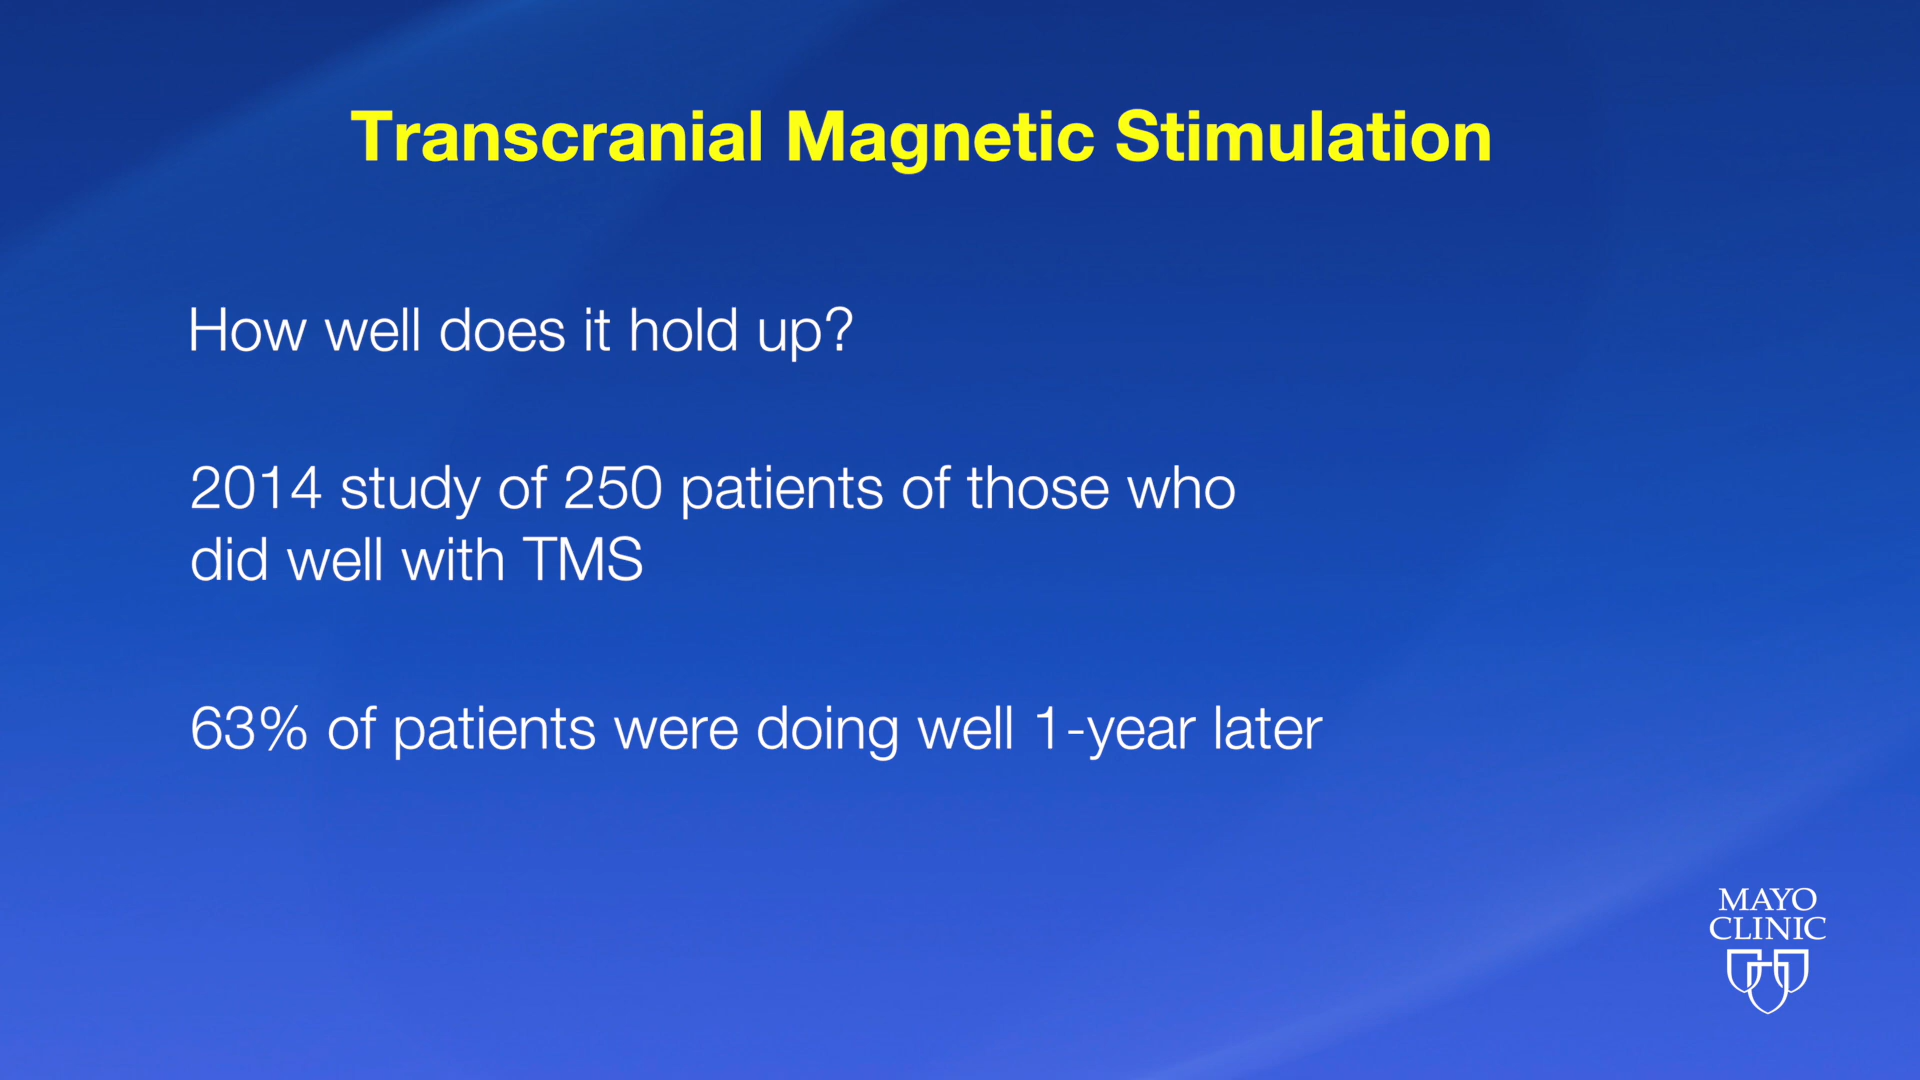 Transcranial Magnetic Stimulation
How well does it hold up?
2014 study of 250 patients of those who
did well with TMS
63% of patients were doing well 1-year later
MAYO
CLINIC